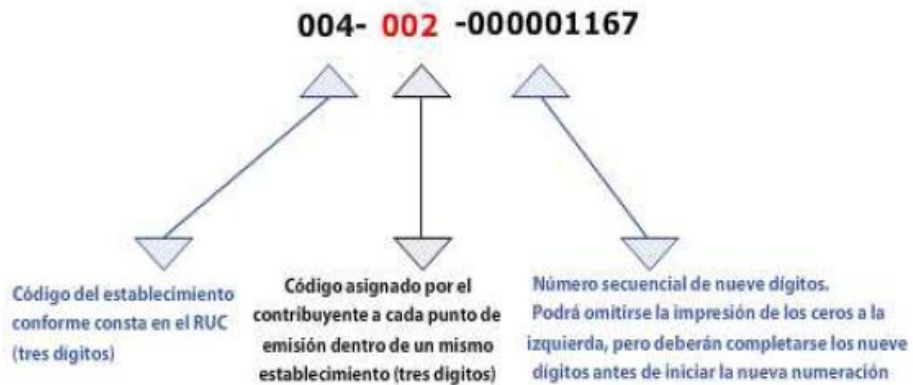 004- 002 -000001167
Código del establecimiento
conforme consta en el RUC
(tres dígitos)
Código asignado por el
contribuyente a cada punto de
emisión dentro de un mismo
establecimiento (tres dígitos)
Número secuencial de nueve dígitos.
Podrá omitirse la impresión de los ceros a la
izquierda, pero deberán completarse los nueve
dígitos antes de iniciar la nueva numeración